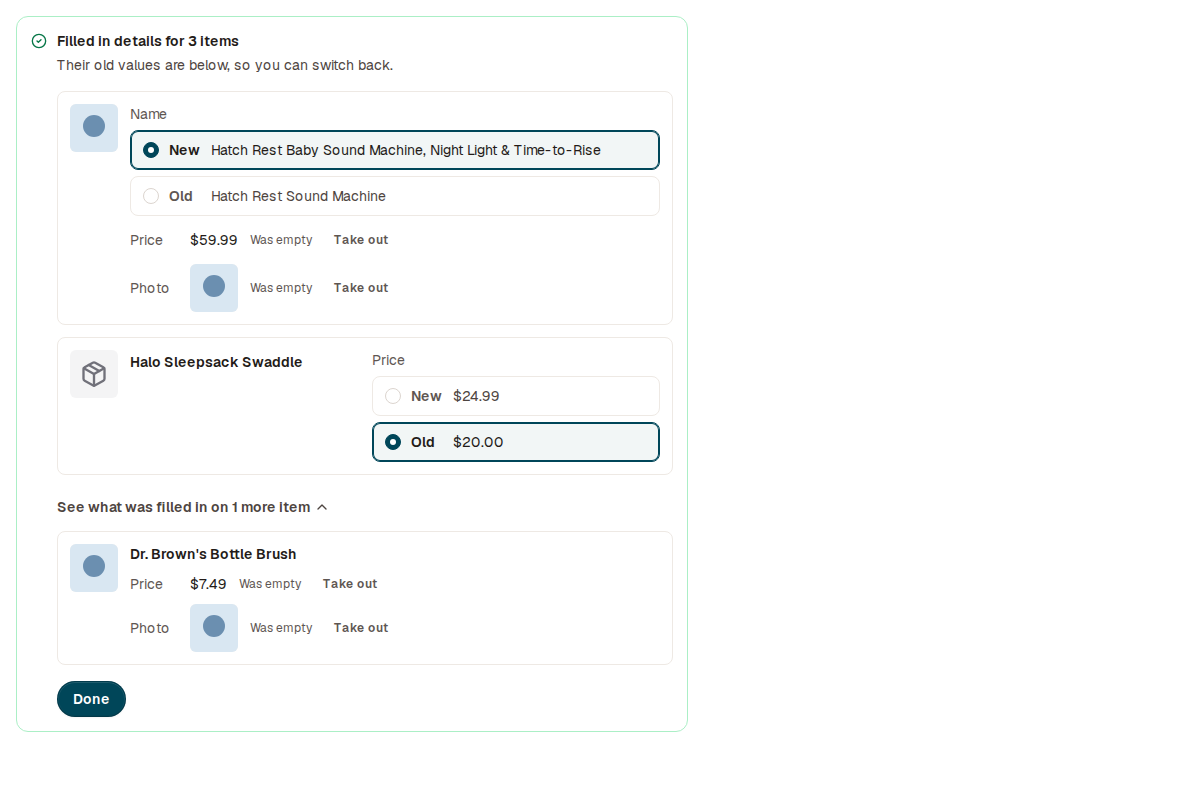 Filled in details for 3 items
Their old values are below, so you can switch back.
Name
New Hatch Rest Baby Sound Machine, Night Light & Time-to-Rise
Old Hatch Rest Sound Machine
Price $59.99 Was empty Take out
Photo Was empty Take out
Halo Sleepsack Swaddle
Price
New $24.99
Old $20.00
See what was filled in on 1 more item
Dr. Brown's Bottle Brush
Price $7.49 Was empty Take out
Photo Was empty Take out
Done